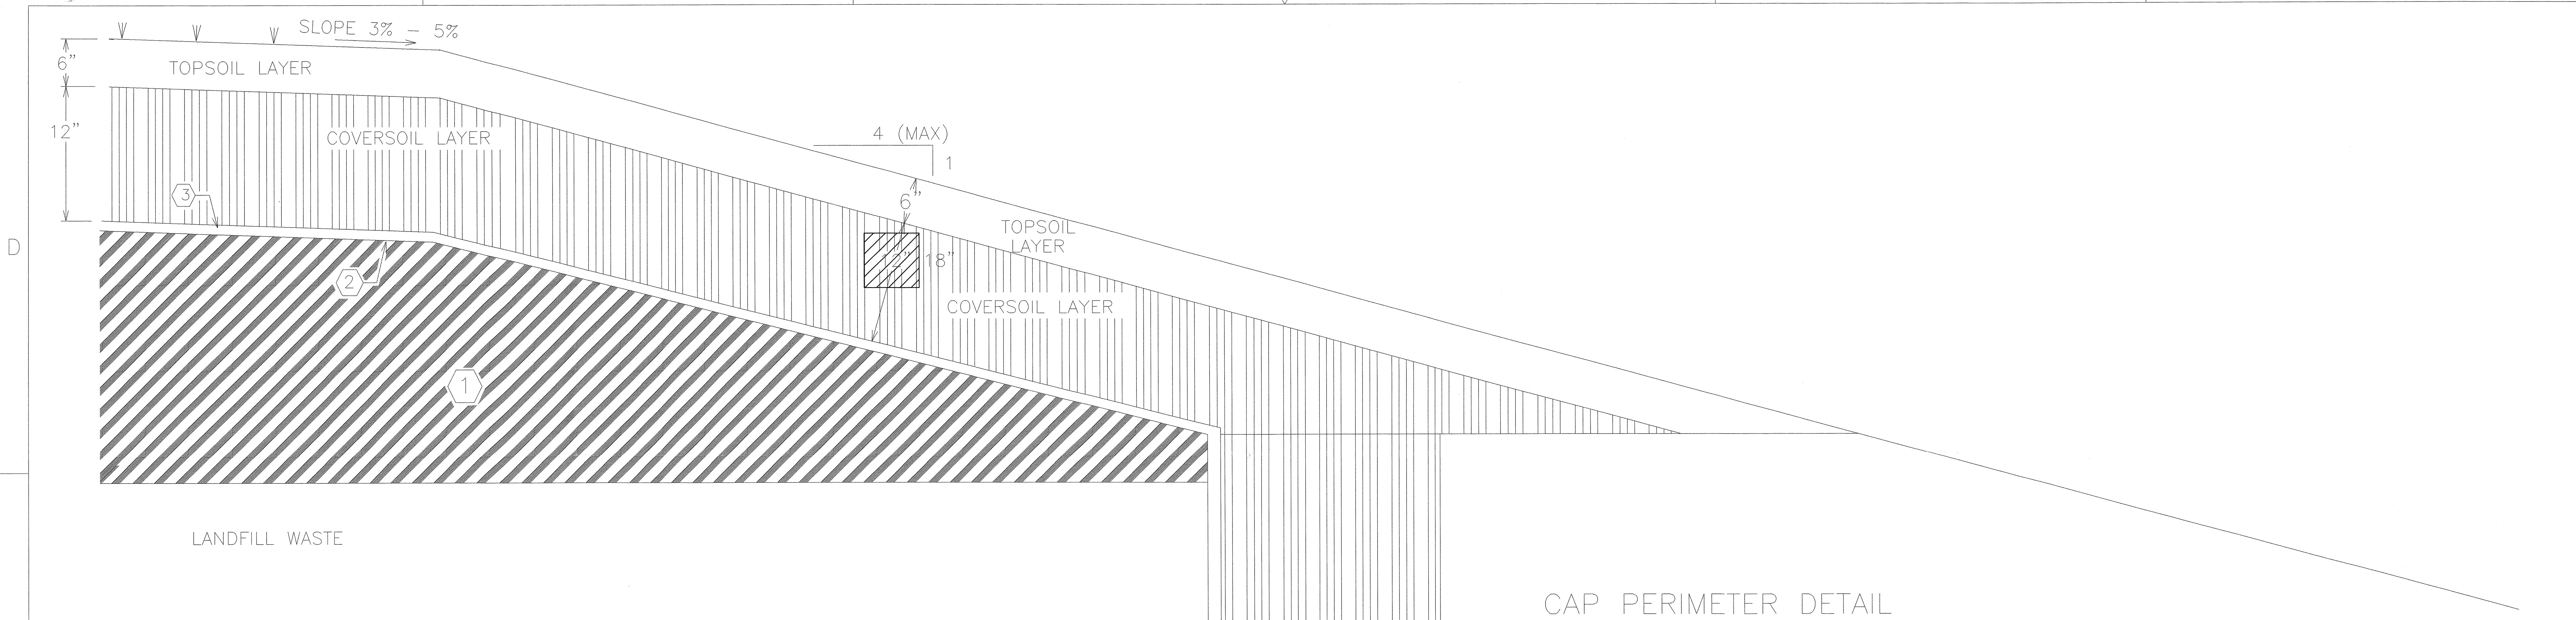 SLOPE 3% - 5%
6"
TOPSOIL LAYER
12"
COVERSOIL LAYER
4 (MAX)
1
3
6"
TOPSOIL
LAYER
D
12" 18"
2
COVERSOIL LAYER
1
LANDFILL WASTE
CAP PERIMETER DETAIL